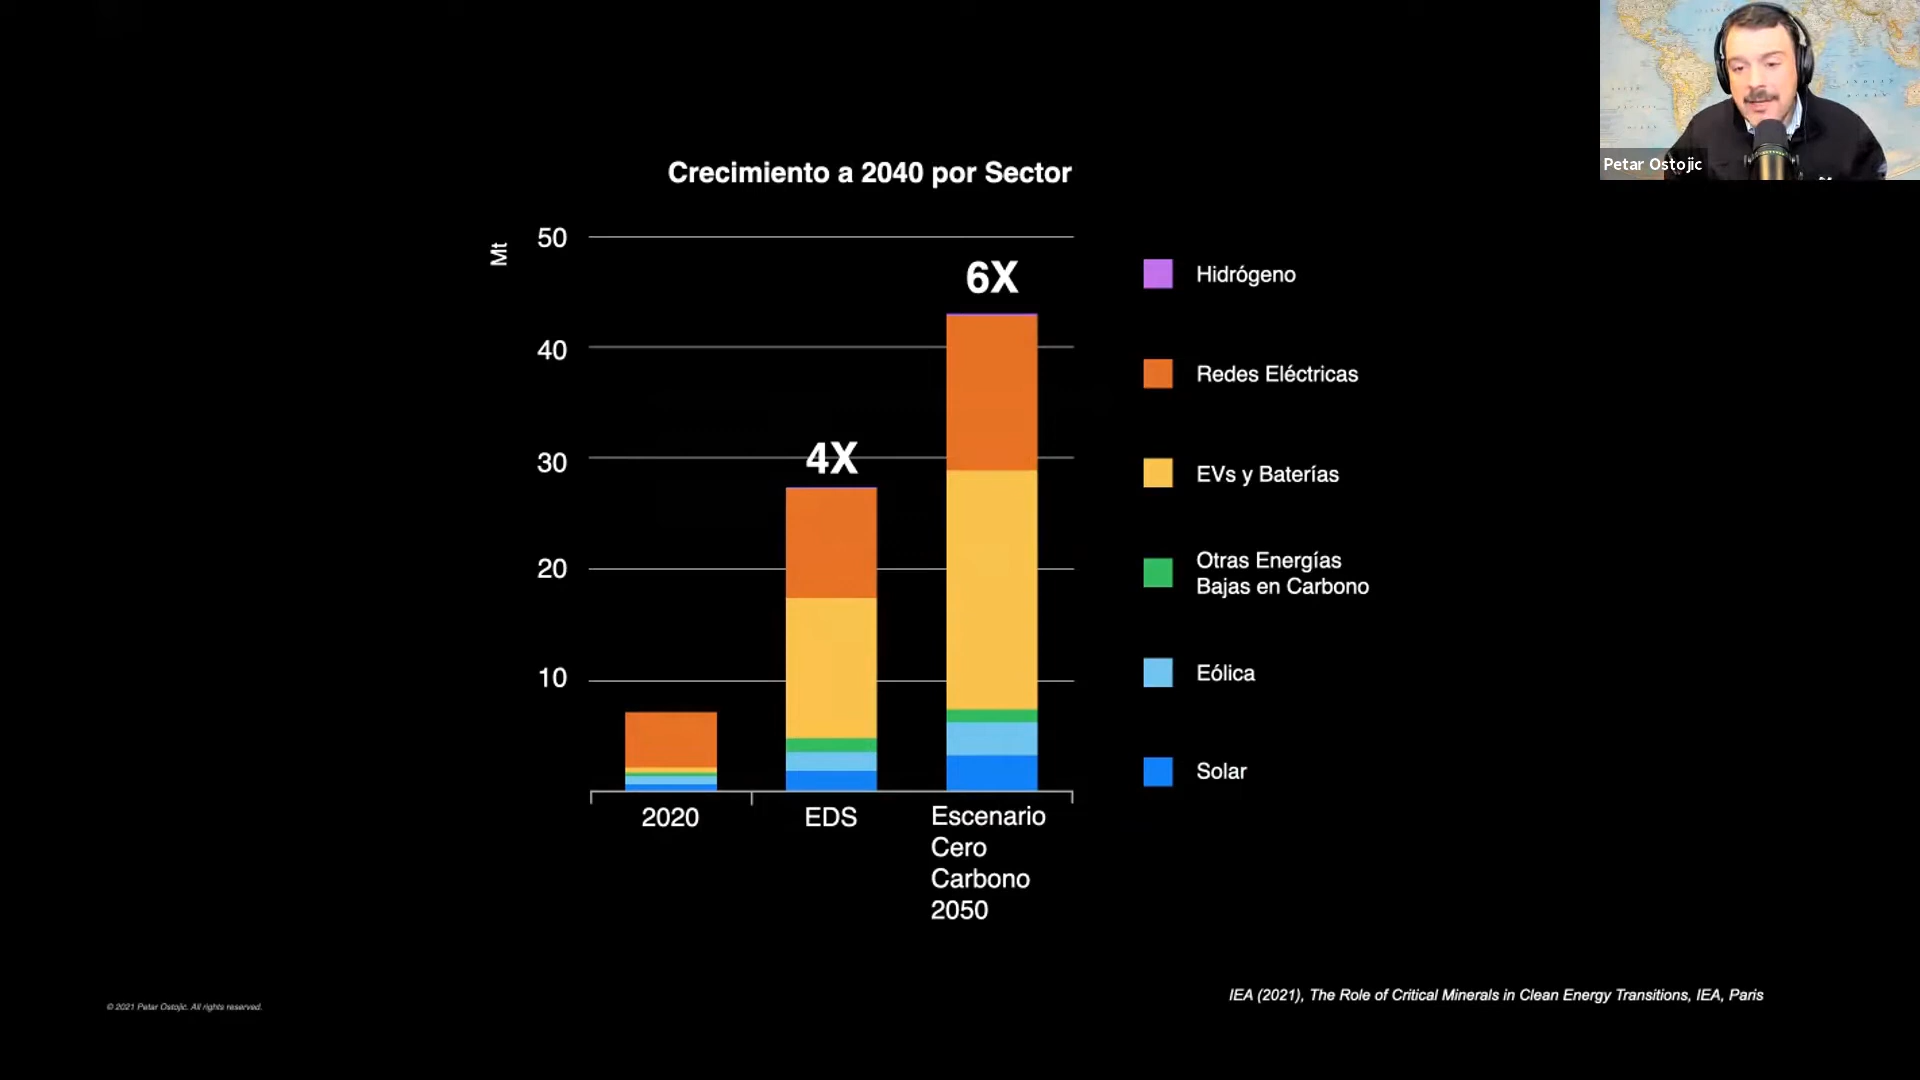 Petar Ostojic
Crecimiento a 2040 por Sector
Mt
50
40
30
20
10
4X
6X
2020
EDS
Escenario
Cero
Carbono
2050
Hidrógeno
Redes Eléctricas
EVs y Baterías
Otras Energías
Bajas en Carbono
Eólica
Solar
© 2021 Petar Ostojic. All rights reserved.
IEA (2021), The Role of Critical Minerals in Clean Energy Transitions, IEA, Paris